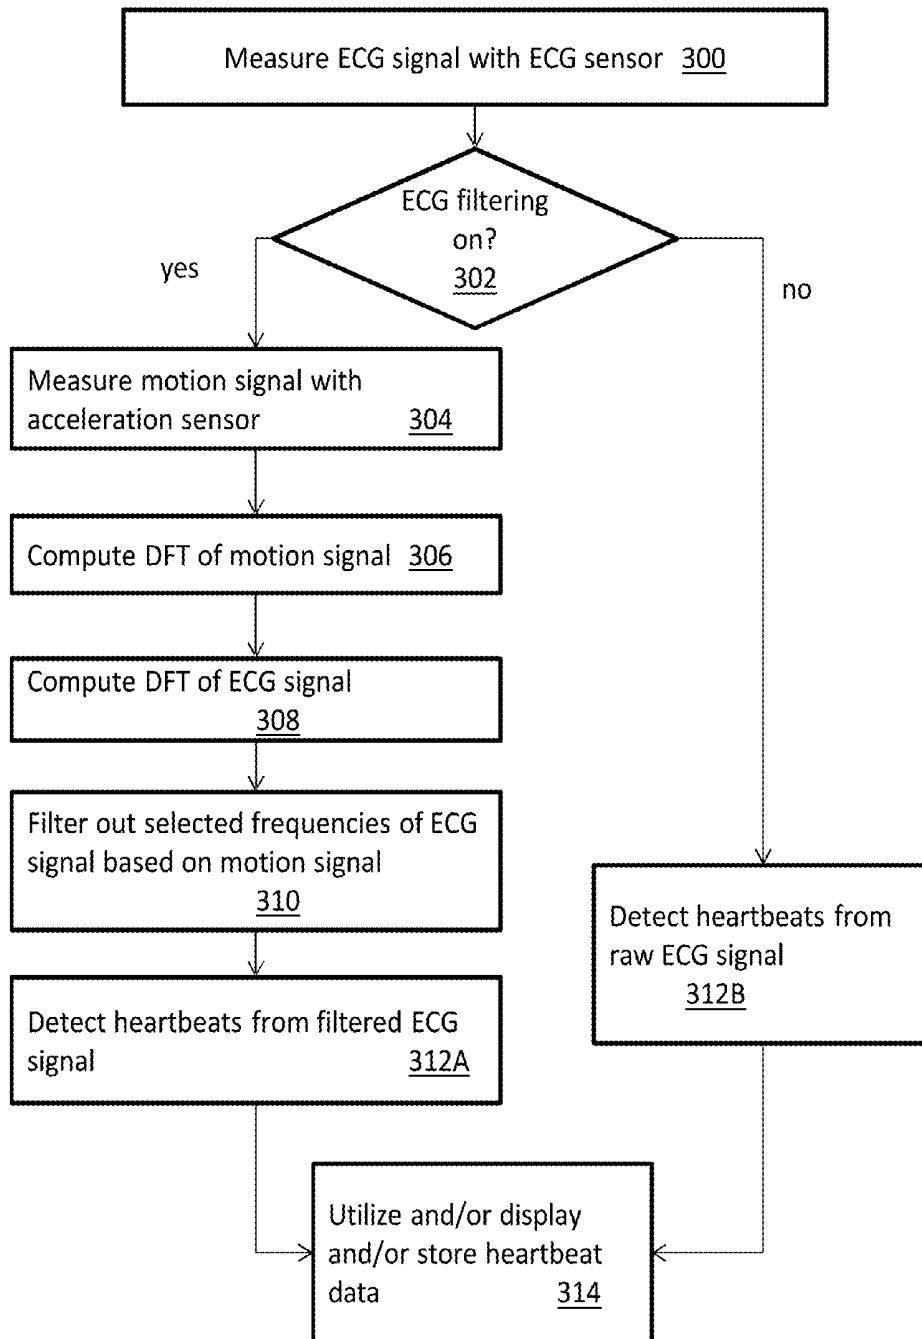 Measure ECG signal with ECG sensor 300
ECG filtering
on?
302
yes
no
Measure motion signal with
acceleration sensor 304
Compute DFT of motion signal 306
Compute DFT of ECG signal
308
Filter out selected frequencies of ECG
signal based on motion signal
310
Detect heartbeats from
raw ECG signal
312B
Detect heartbeats from filtered ECG
signal 312A
Utilize and/or display
and/or store heartbeat
data 314